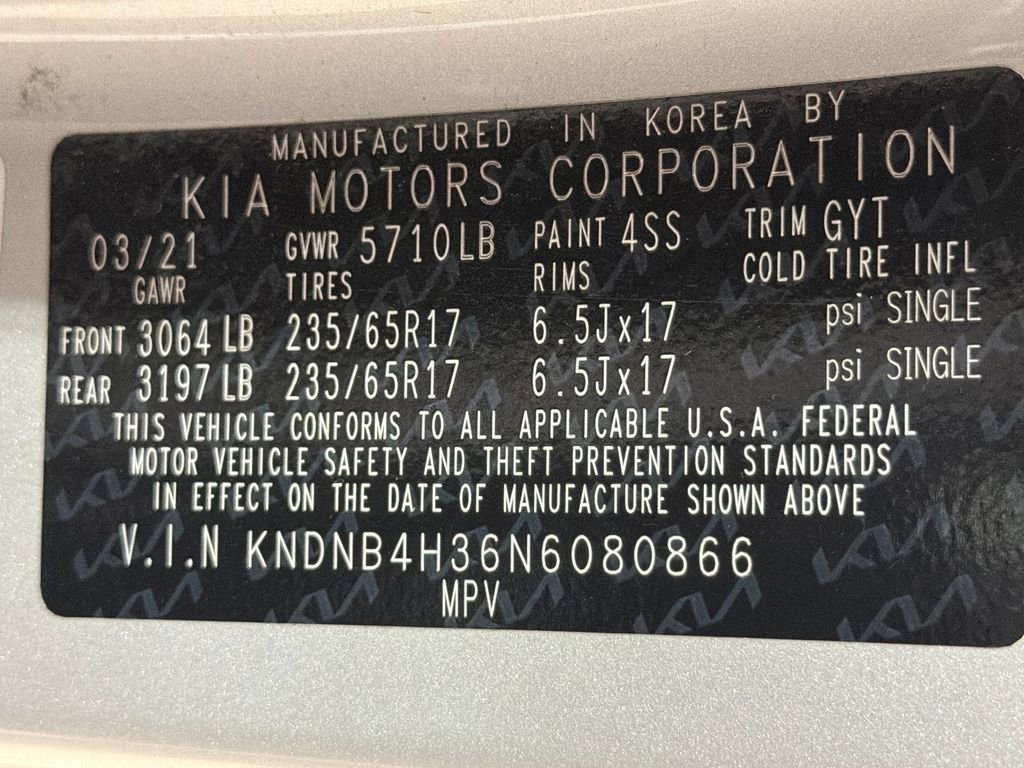 MANUFACTURED IN KOREA BY
KIA MOTORS CORPORATION
03/21 GVWR 5710LB PAINT 4SS TRIM GYT
GAWR TIRES RIMS COLD TIRE INFL
FRONT 3064 LB 235/65R17 6.5Jx17 psi SINGLE
REAR 3197 LB 235/65R17 6.5Jx17 psi SINGLE
THIS VEHICLE CONFORMS TO ALL APPLICABLE U.S.A. FEDERAL
MOTOR VEHICLE SAFETY AND THEFT PREVENTION STANDARDS
IN EFFECT ON THE DATE OF MANUFACTURE SHOWN ABOVE
V.I.N KNDNB4H36N6080866
MPV